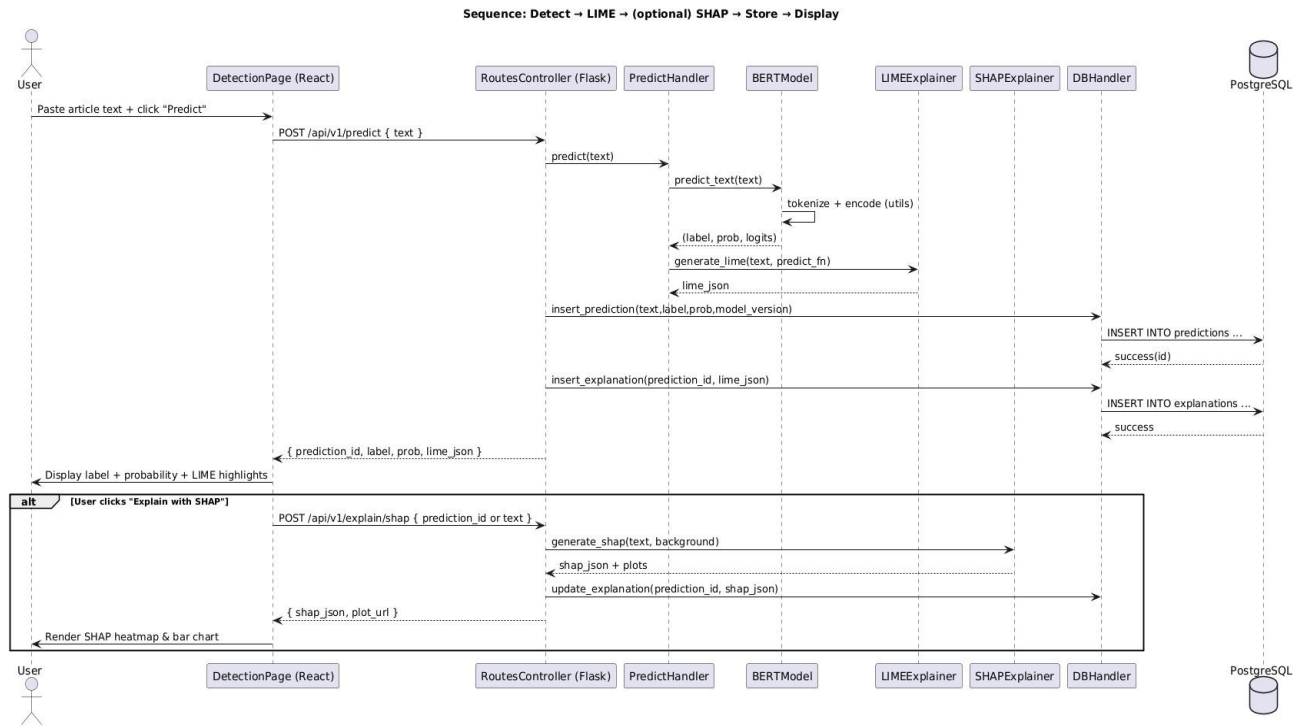 Sequence: Detect → LIME → (optional) SHAP → Store → Display
User
DetectionPage (React)
RoutesController (Flask)
PredictHandler
BERTModel
LIMEExplainer
SHAPExplainer
DBHandler
PostgreSQL
Paste article text + click "Predict"
POST /api/v1/predict { text }
predict(text)
predict_text(text)
tokenize + encode (utils)
(label, prob, logits)
generate_lime(text, predict_fn)
lime_json
insert_prediction(text,label,prob,model_version)
INSERT INTO predictions ...
success(id)
insert_explanation(prediction_id, lime_json)
INSERT INTO explanations ...
success
{ prediction_id, label, prob, lime_json }
Display label + probability + LIME highlights
alt [User clicks "Explain with SHAP"]
POST /api/v1/explain/shap { prediction_id or text }
generate_shap(text, background)
shap_json + plots
update_explanation(prediction_id, shap_json)
{ shap_json, plot_url }
Render SHAP heatmap & bar chart
User
DetectionPage (React)
RoutesController (Flask)
PredictHandler
BERTModel
LIMEExplainer
SHAPExplainer
DBHandler
PostgreSQL